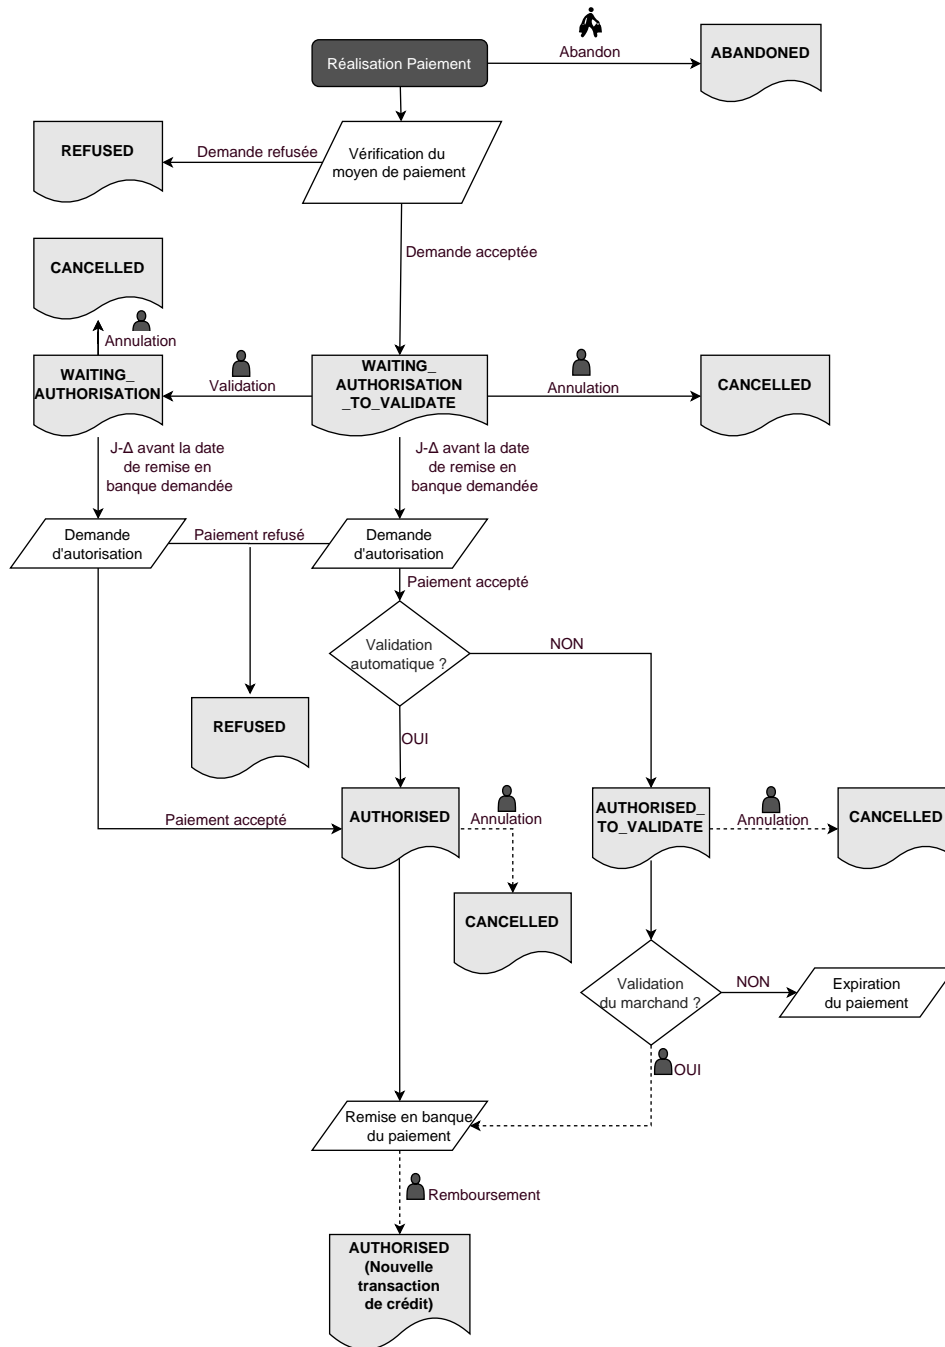 Abandon
Réalisation Paiement
ABANDONED
REFUSED
Demande refusée
Vérification du
moyen de paiement
Demande acceptée
CANCELLED
Annulation
WAITING_
AUTHORISATION
Validation
WAITING_
AUTHORISATION
_TO_VALIDATE
Annulation
CANCELLED
J-Δ avant la date
de remise en
banque demandée
J-Δ avant la date
de remise en
banque demandée
Demande
d'autorisation
Paiement refusé
Demande
d'autorisation
Paiement accepté
Validation
automatique ?
NON
REFUSED
OUI
Paiement accepté
AUTHORISED
Annulation
AUTHORISED_
TO_VALIDATE
Annulation
CANCELLED
CANCELLED
Validation
du marchand ?
NON
Expiration
du paiement
OUI
Remise en banque
du paiement
Remboursement
AUTHORISED
(Nouvelle
transaction
de crédit)